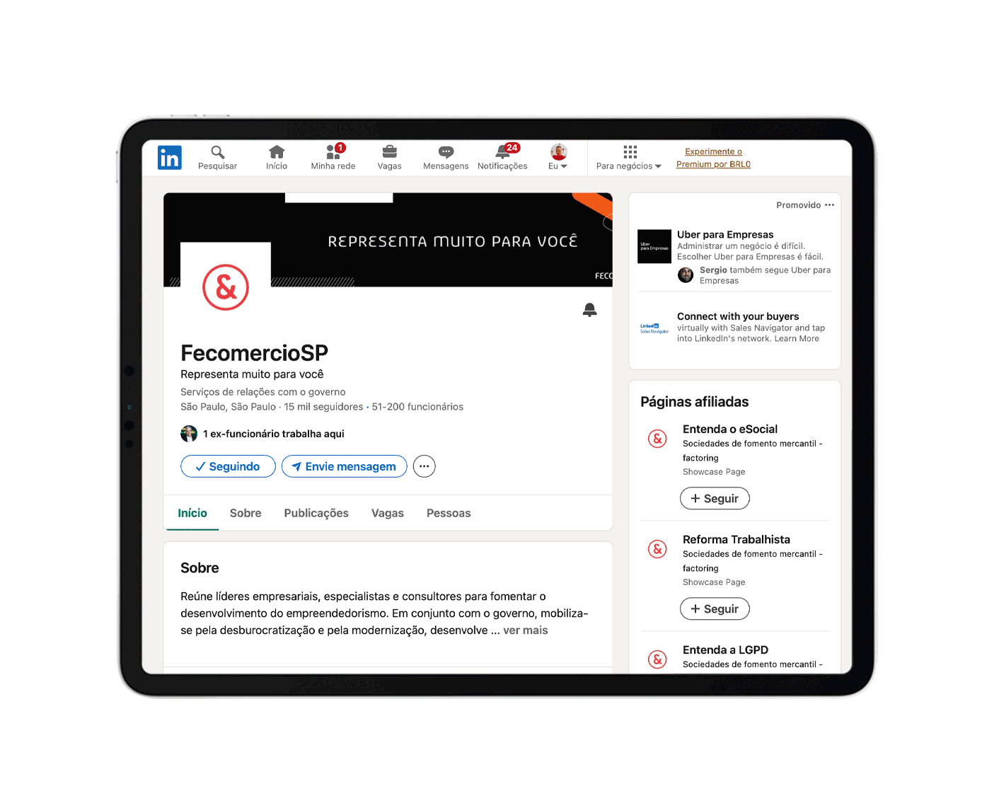 in
Pesquisar
Início
1
Minha rede
Vagas
Mensagens
24
Notificações
Eu
Para negócios
Experimente o
Premium por BRL0
REPRESENTA MUITO PARA VOCÊ
FECO
&
FecomercioSP
Representa muito para você
Serviços de relações com o governo
São Paulo, São Paulo · 15 mil seguidores · 51-200 funcionários
1 ex-funcionário trabalha aqui
Seguindo
Envie mensagem
Início
Sobre
Publicações
Vagas
Pessoas
Sobre
Reúne líderes empresariais, especialistas e consultores para fomentar o
desenvolvimento do empreendedorismo. Em conjunto com o governo, mobiliza-
se pela desburocratização e pela modernização, desenvolve ... ver mais
Promovido
Uber
para Empresas
Uber para Empresas
Administrar um negócio é difícil.
Escolher Uber para Empresas é fácil.
Sergio também segue Uber para
Empresas
Linked in
Sales Navigator
Connect with your buyers
virtually with Sales Navigator and tap
into LinkedIn's network. Learn More
Páginas afiliadas
&
Entenda o eSocial
Sociedades de fomento mercantil -
factoring
Showcase Page
+ Seguir
&
Reforma Trabalhista
Sociedades de fomento mercantil -
factoring
Showcase Page
+ Seguir
&
Entenda a LGPD
Sociedades de fomento mercantil -